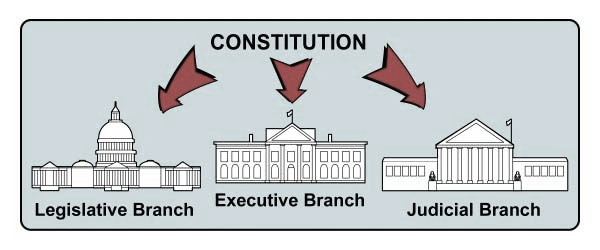 CONSTITUTION
Legislative Branch
Executive Branch
Judicial Branch